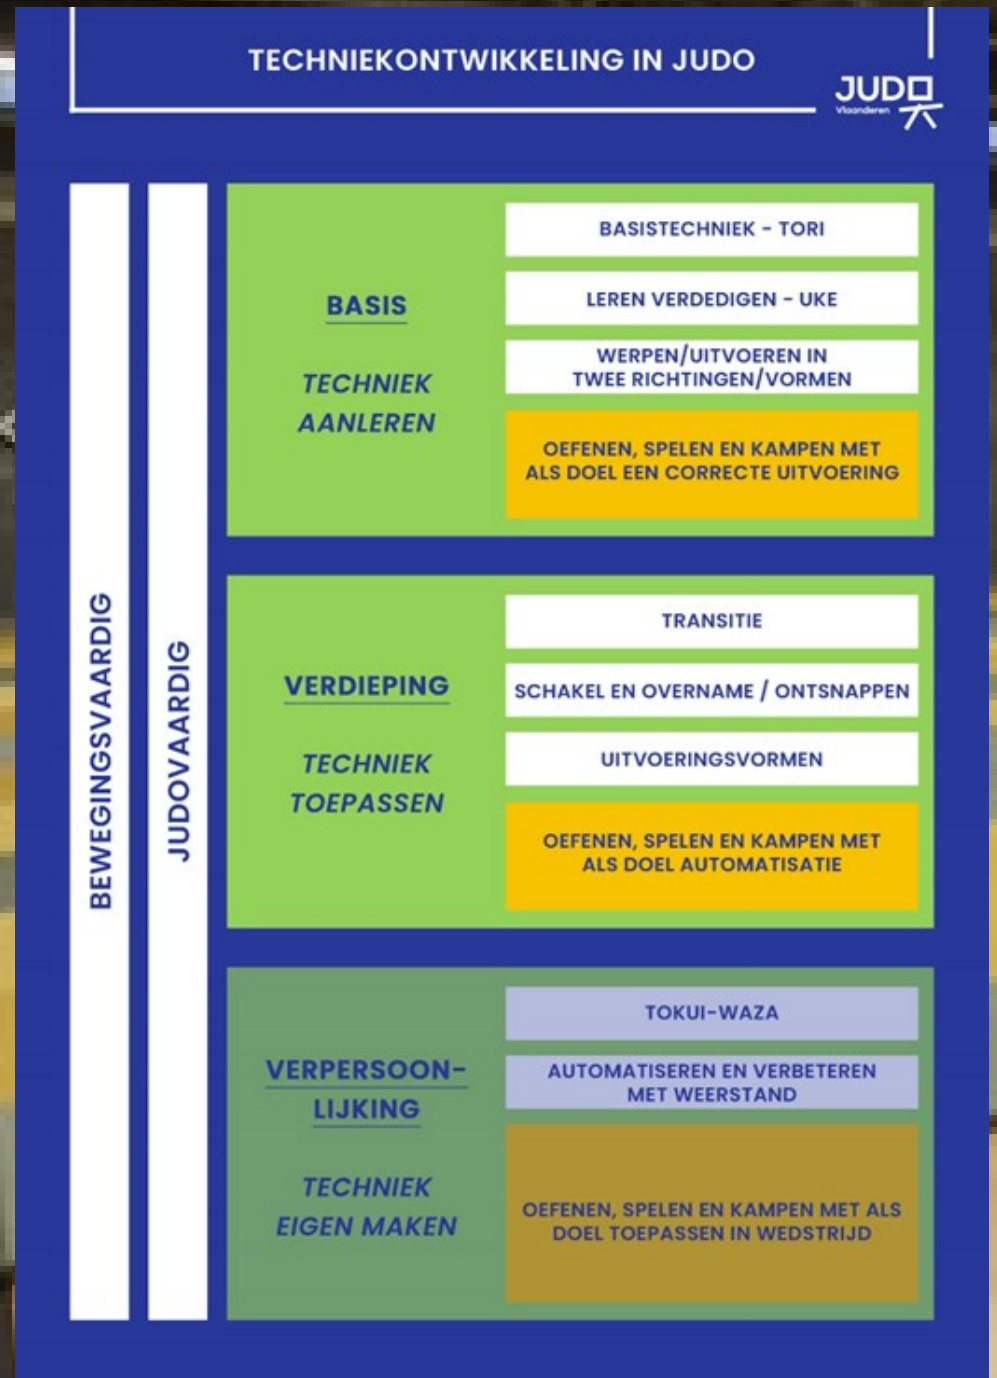 TECHNIEKONTWIKKELING IN JUDO
JUDO
Vlaanderen
BEWEGINGSVAARDIG
JUDOVAARDIG
BASIS
TECHNIEK
AANLEREN
BASISTECHNIEK - TORI
LEREN VERDEDIGEN - UKE
WERPEN/UITVOEREN IN
TWEE RICHTINGEN/VORMEN
OEFENEN, SPELEN EN KAMPEN MET
ALS DOEL EEN CORRECTE UITVOERING
VERDIEPING
TECHNIEK
TOEPASSEN
TRANSITIE
SCHAKEL EN OVERNAME / ONTSNAPPEN
UITVOERINGSVORMEN
OEFENEN, SPELEN EN KAMPEN MET
ALS DOEL AUTOMATISATIE
VERPERSOON-
LIJKING
TECHNIEK
EIGEN MAKEN
TOKUI-WAZA
AUTOMATISEREN EN VERBETEREN
MET WEERSTAND
OEFENEN, SPELEN EN KAMPEN MET ALS
DOEL TOEPASSEN IN WEDSTRIJD